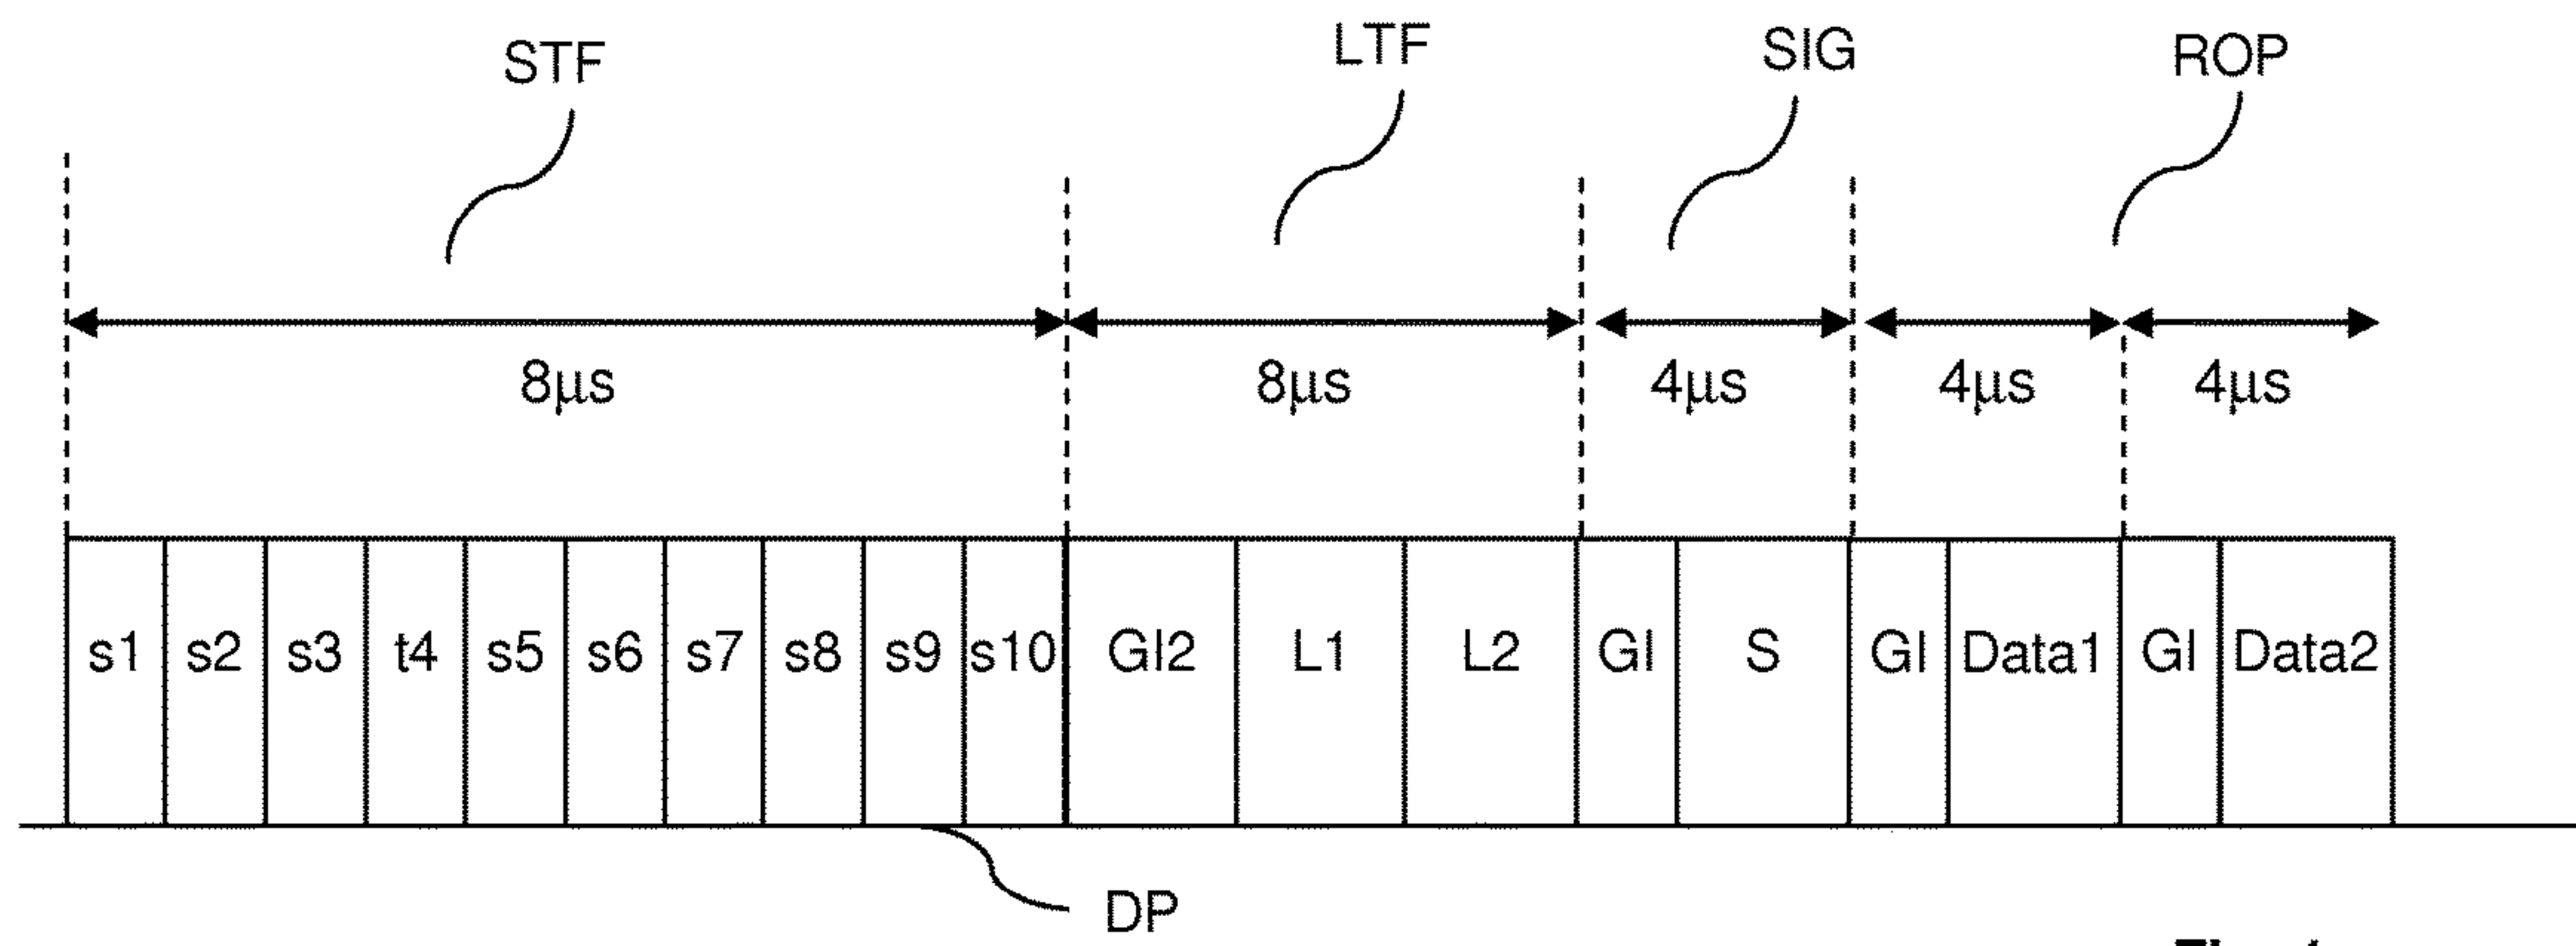 STF LTF SIG ROP
8μs 8μs 4μs 4μs 4μs
s1 s2 s3 t4 s5 s6 s7 s8 s9 s10 GI2 L1 L2 GI S GI Data1 GI Data2
DP